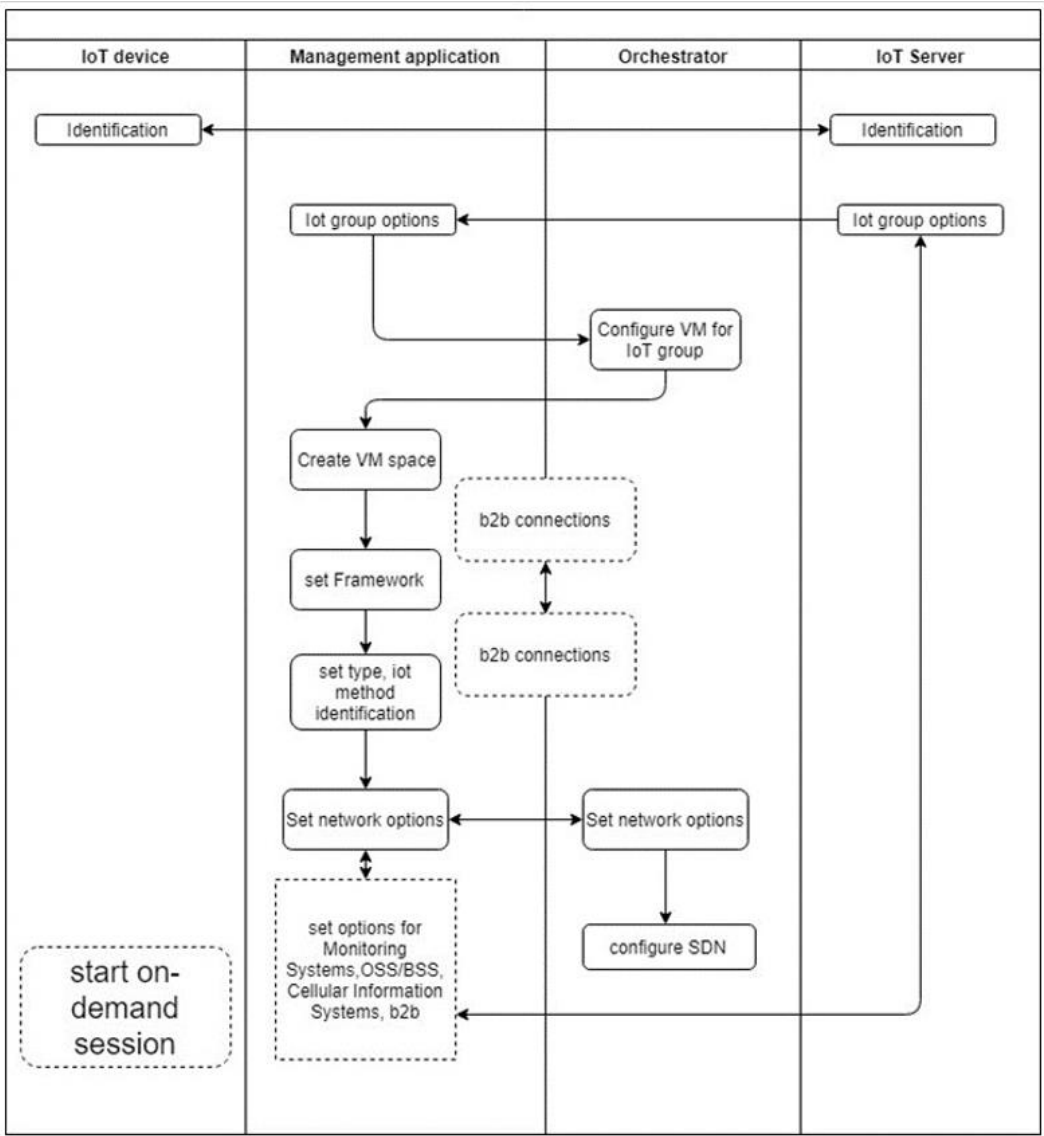 IoT device
Management application
Orchestrator
IoT Server
Identification
Identification
Iot group options
Iot group options
Configure VM for
IoT group
Create VM space
b2b connections
set Framework
b2b connections
set type, iot
method
identification
Set network options
Set network options
set options for
Monitoring
Systems,OSS/BSS,
Cellular Information
Systems, b2b
configure SDN
start on-
demand
session